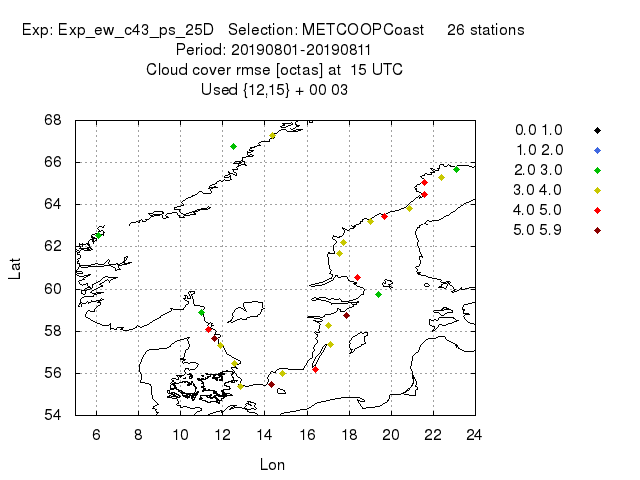 Exp: Exp_ew_c43_ps_25D   Selection: METCOOPCoast     26 stations
Period: 20190801-20190811
Cloud cover rmse [octas] at  15 UTC
Used {12,15} + 00 03
68
66
64
62
60
58
56
54
Lat
6 8 10 12 14 16 18 20 22 24
Lon
0.0 1.0
1.0 2.0
2.0 3.0
3.0 4.0
4.0 5.0
5.0 5.9